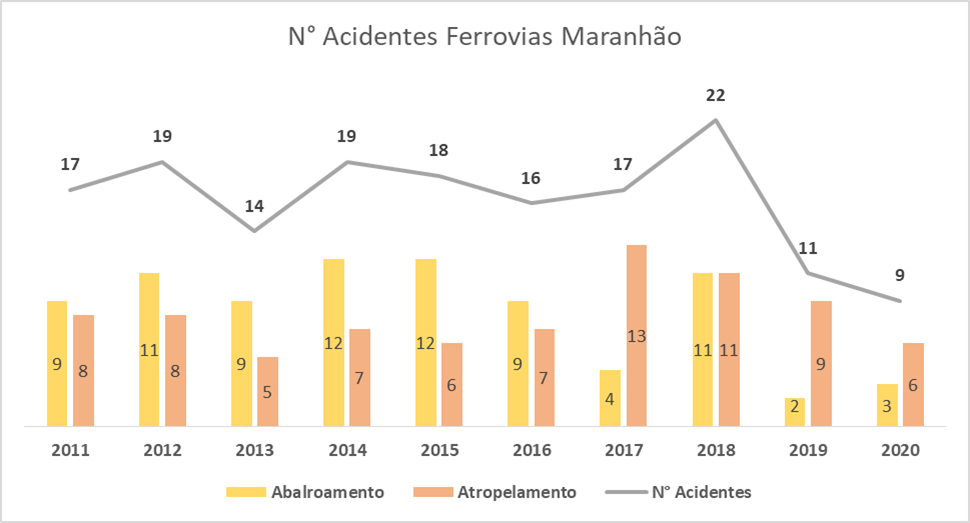 N° Acidentes Ferrovias Maranhão
17 19 14 19 18 16 17 22 11 9
9 8 11 8 9 5 12 7 12 6 9 7 4 13 11 11 2 9 3 6
2011 2012 2013 2014 2015 2016 2017 2018 2019 2020
Abalroamento Atropelamento N° Acidentes